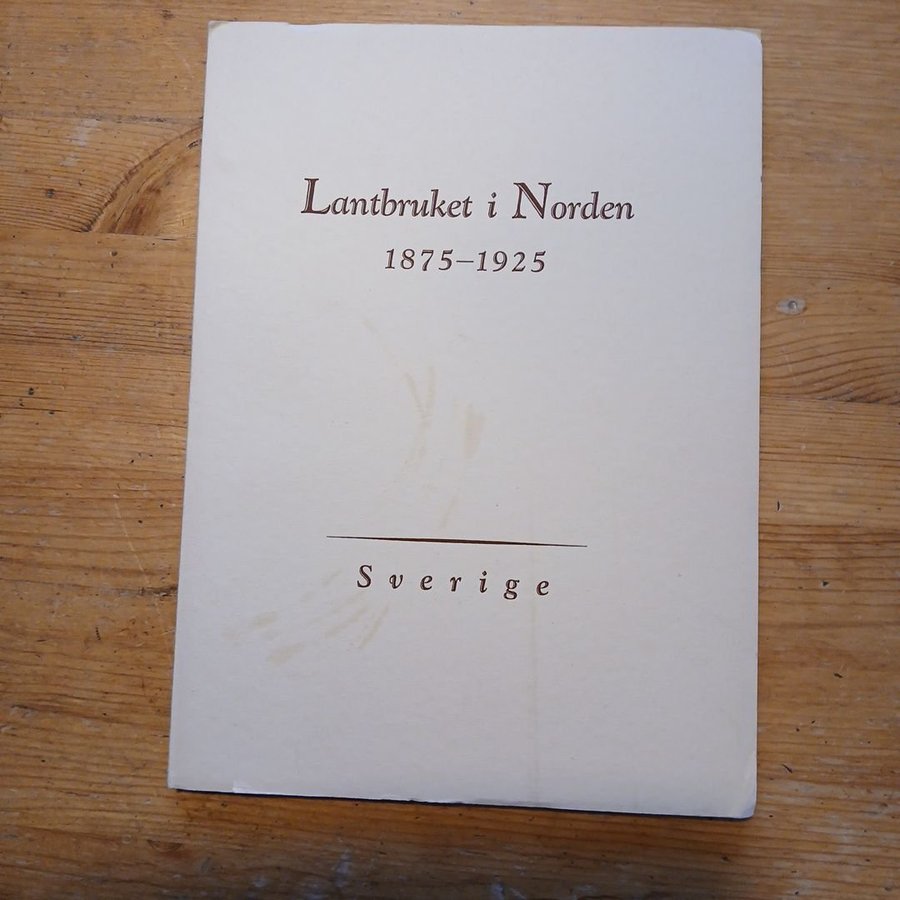 Lantbruket i Norden
1875–1925
Sverige